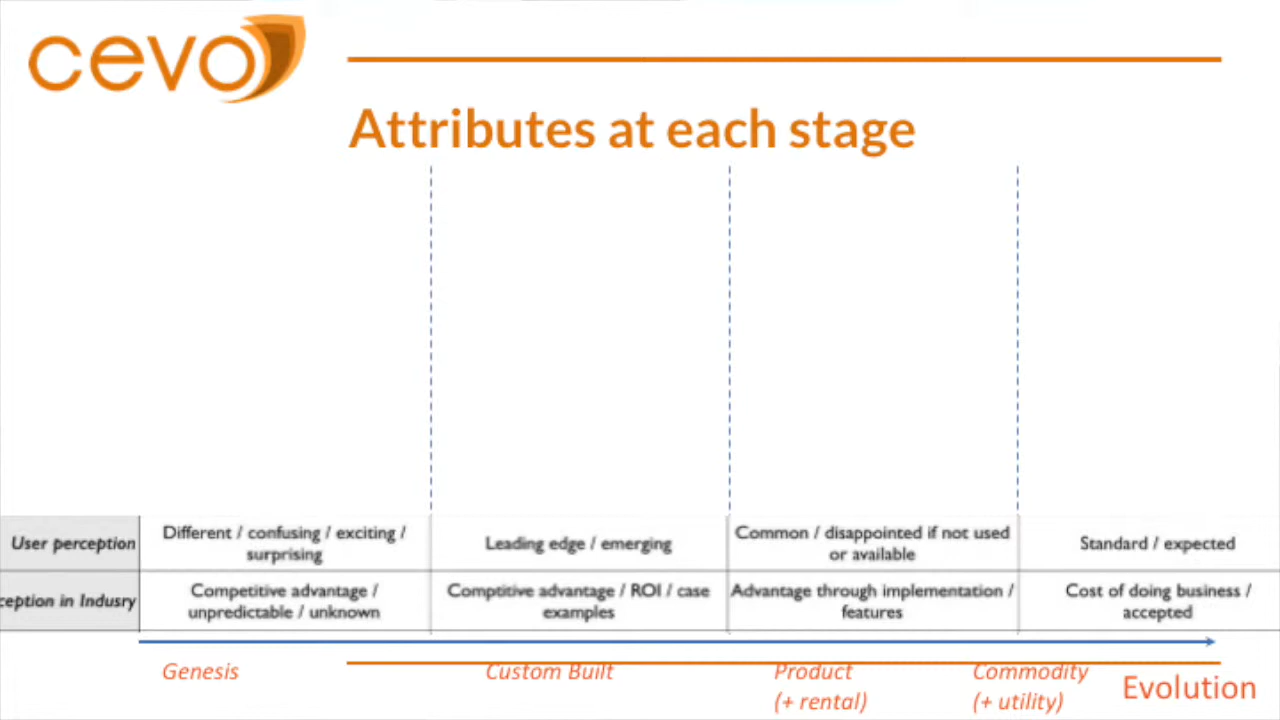 cevo
Attributes at each stage
User perception
Different / confusing / exciting /
surprising
Leading edge / emerging
Common / disappointed if not used
or available
Standard / expected
ception in Indusry
Competitive advantage /
unpredictable / unknown
Comptitive advantage / ROI / case
examples
Advantage through implementation /
features
Cost of doing business /
accepted
Genesis
Custom Built
Product
(+ rental)
Commodity
(+ utility)
Evolution